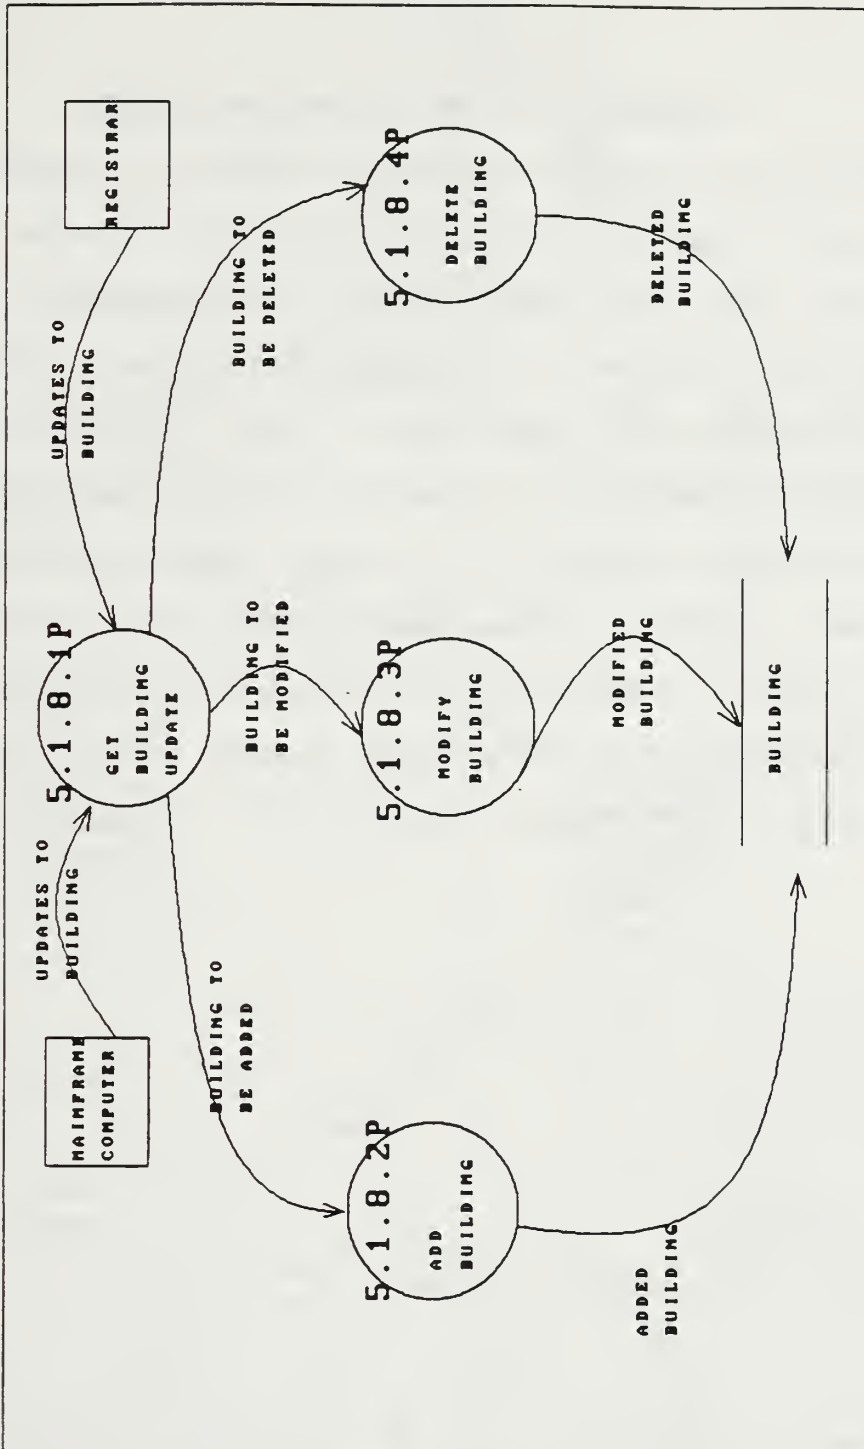 MAINFRAME
COMPUTER
UPDATES TO
BUILDING
5.1.8.1P
GET
BUILDING
UPDATE
UPDATES TO
BUILDING
REGISTRAR
BUILDING TO
BE ADDED
BUILDING TO
BE MODIFIED
BUILDING TO
BE DELETED
5.1.8.2P
ADD
BUILDING
5.1.8.3P
MODIFY
BUILDING
5.1.8.4P
DELETE
BUILDING
ADDED
BUILDING
MODIFIED
BUILDING
DELETED
BUILDING
BUILDING